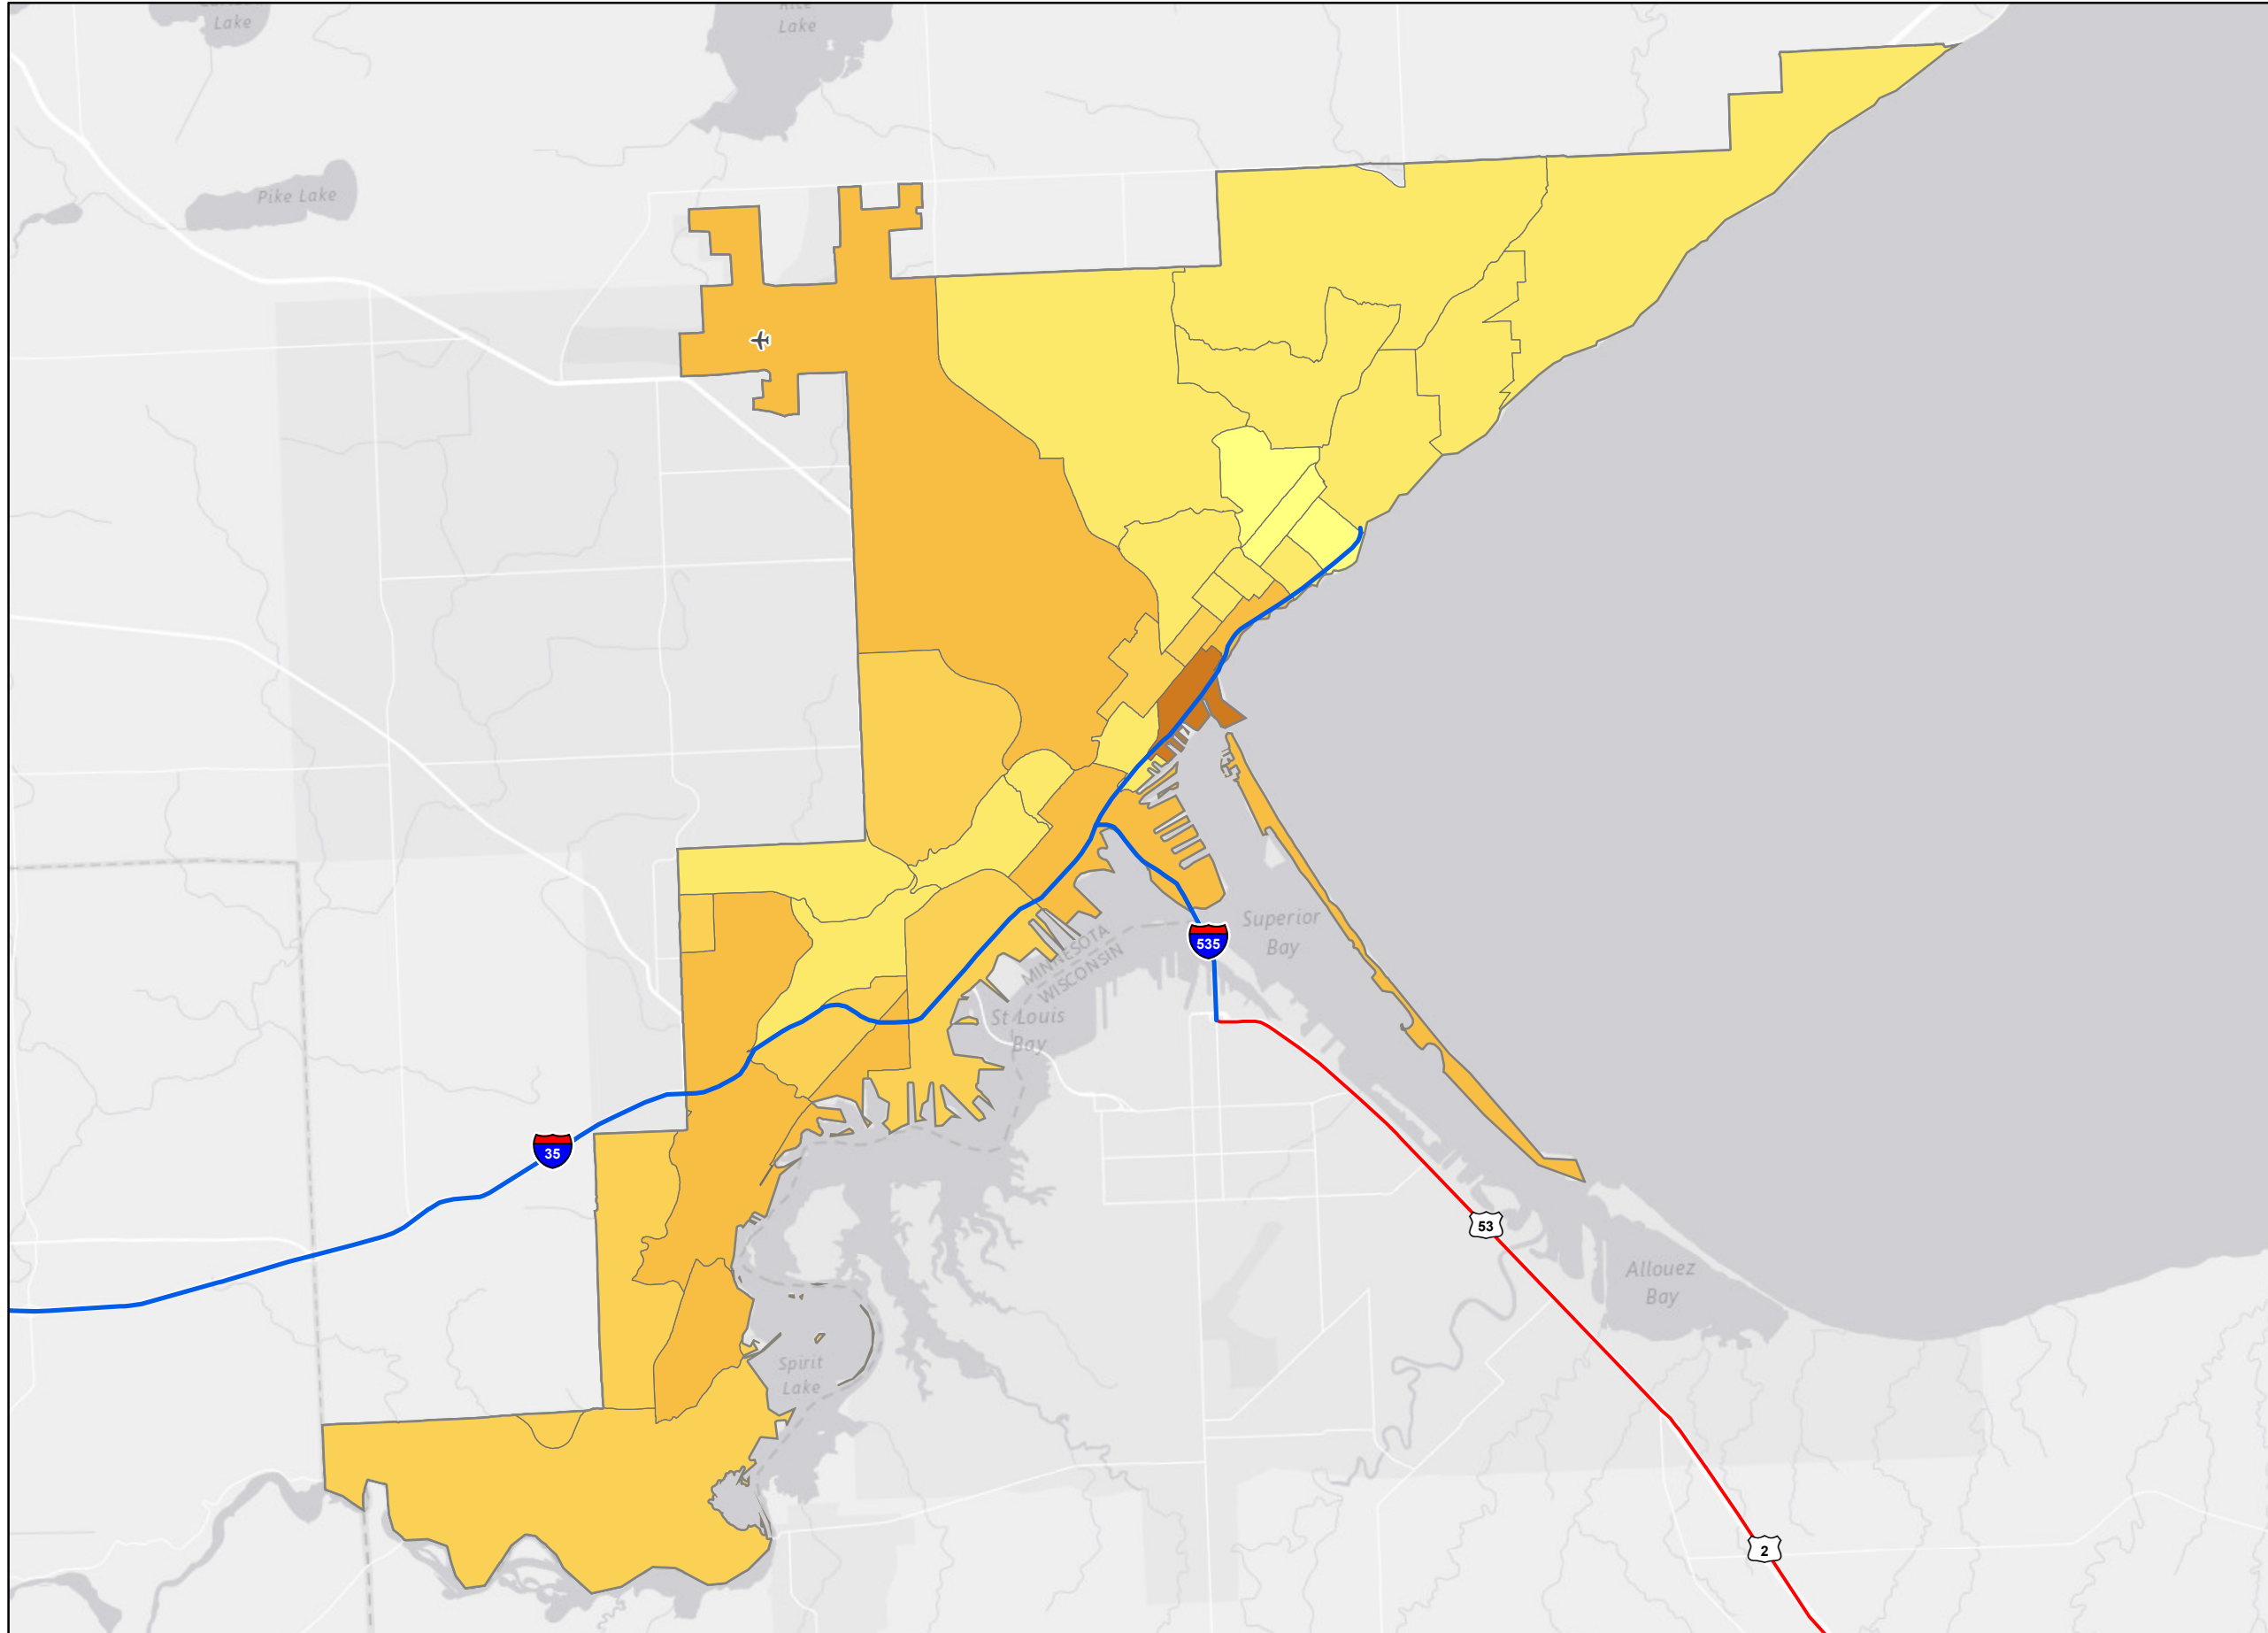 Lake
Lake
Pike Lake
MINNESOTA
WISCONSIN
Superior
Bay
535
St Louis
Bay
35
53
Allouez
Bay
Spirit
Lake
2